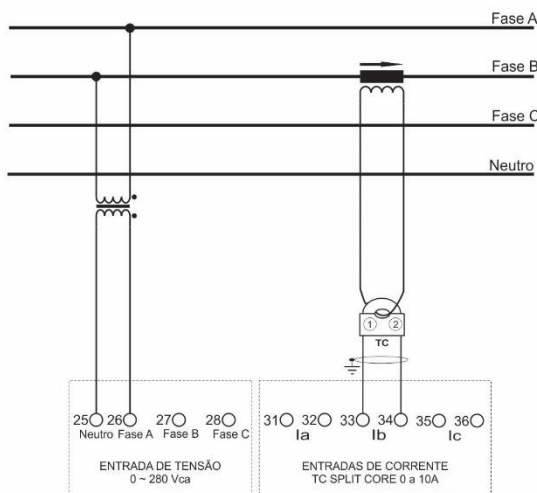 Fase A
Fase B
Fase C
Neutro
1 2
TC
25 26 27 28
Neutro Fase A Fase B Fase C
ENTRADA DE TENSÃO
0 ~ 280 Vca
31 32 33 34 35 36
Ia Ib Ic
ENTRADAS DE CORRENTE
TC SPLIT CORE 0 a 10A